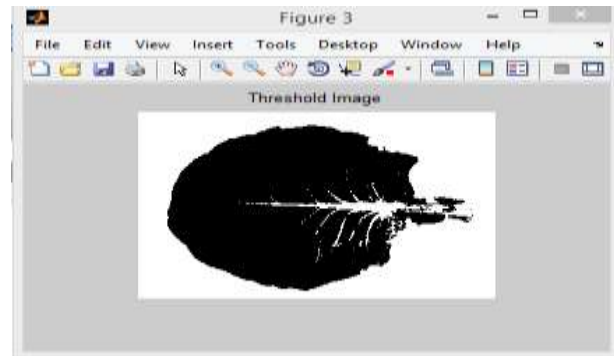 Figure 3
File Edit View Insert Tools Desktop Window Help
Threshold Image